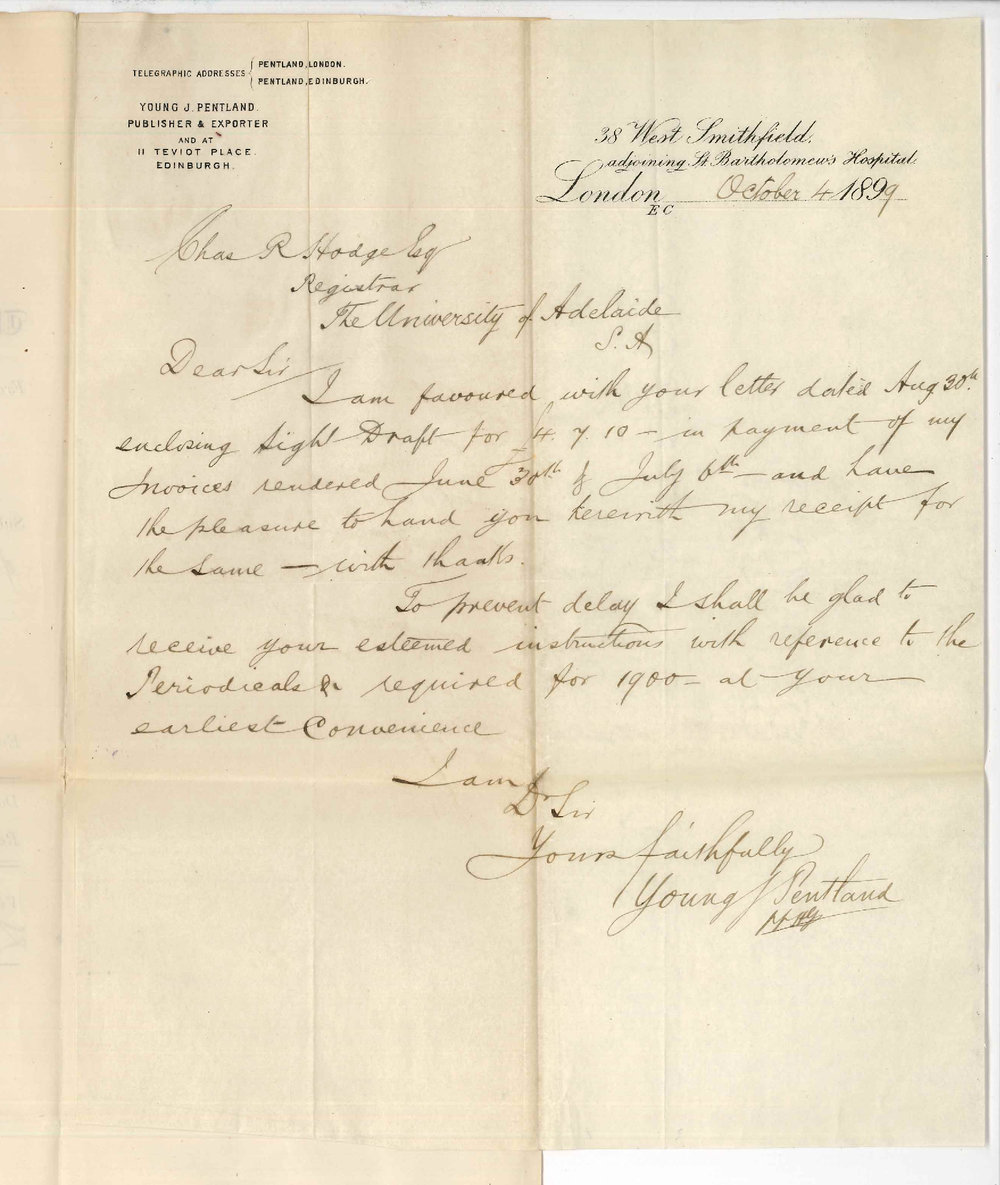 TELEGRAPHIC ADDRESSES { PENTLAND, LONDON.
PENTLAND, EDINBURGH.
YOUNG J. PENTLAND.
PUBLISHER & EXPORTER
AND AT
11 TEVIOT PLACE.
EDINBURGH.
38 West Smithfield.
adjoining St Bartholomew's Hospital.
London EC October 4 1899
Chas R Hodge Esq
Registrar
The University of Adelaide
S. A
Dear Sir
I am favoured with your letter dated Aug 30th
enclosing Sight Draft for £4. 7. 10 – in payment of my
Invoices rendered June 30th & July 6th – and have
the pleasure to hand you herewith my receipt for
the same – with thanks.
To prevent delay I shall be glad to
receive your esteemed instructions with reference to the
Periodicals & required for 1900 – at your
earliest Convenience
I am
Dr Sir
Yours faithfully
Young J Pentland